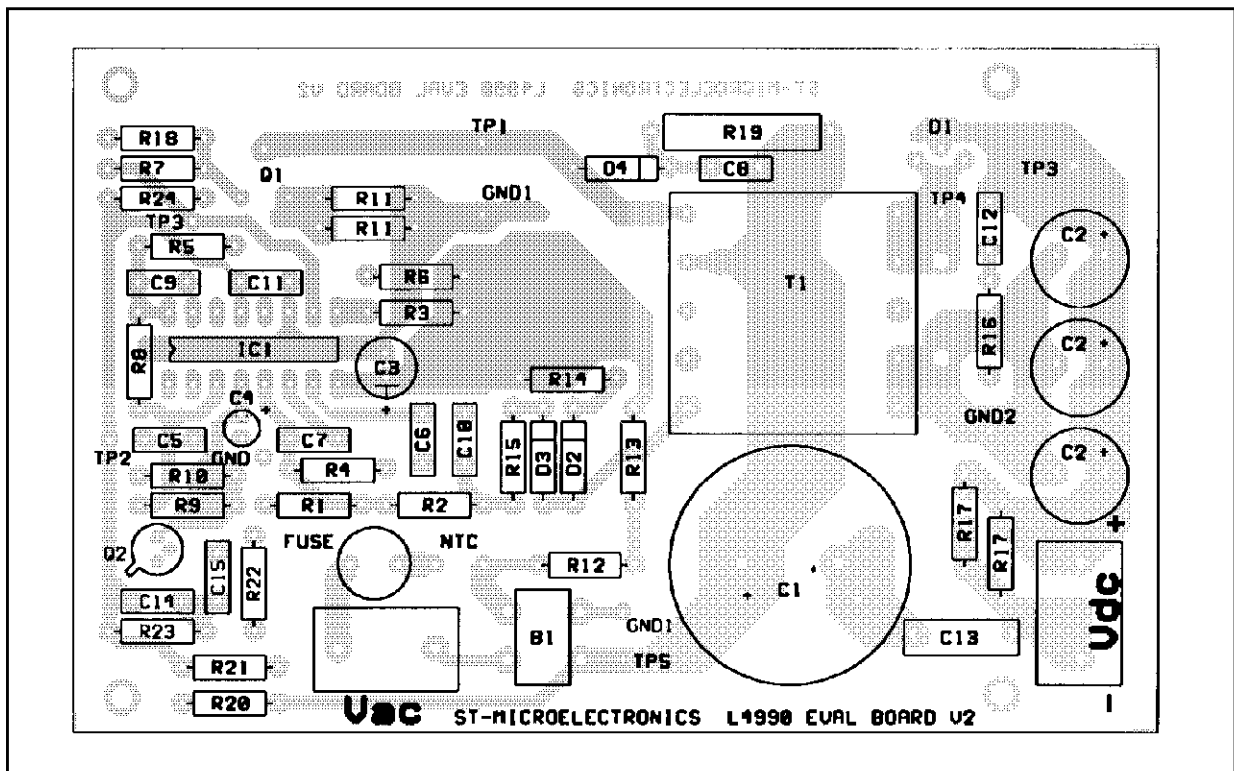 ST-MICROELECTRONICS L4990 EVAL BOARD V2
TP1
R19
D1
R18
R7
D4
C8
TP3
Q1
R24
R11
GND1
TP4
TP3
R11
C12
C2
R5
C9
C11
R6
T1
R3
R16
R8
IC1
C3
C2
R14
C4
GND2
C5
C7
C6
C10
R15
D3
D2
R13
C2
TP2
GND
R4
R10
R9
R1
R2
R17
R17
FUSE
NTC
Q2
C15
R22
R12
C1
Vdc
C14
R23
B1
GND1
C13
TP5
R21
R20
Vac
ST-MICROELECTRONICS L4990 EVAL BOARD V2